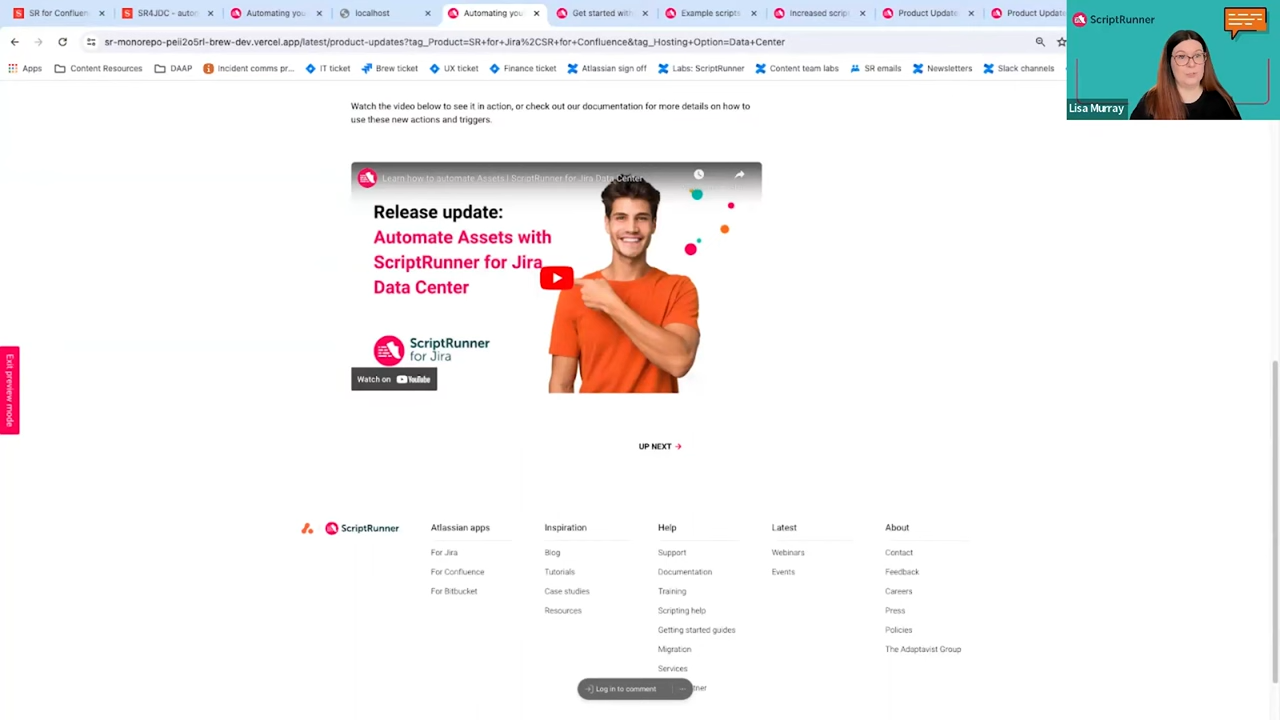 SR for Confluen
SR4JDC - autom
Automating you
localhost
Automating you
Get started with
Example scripts
Increased script
Product Update
Product Update
sr-monorepo-peii2o5rl-brew-dev.vercel.app/latest/product-updates?tag_Product=SR+for+Jira%2CSR+for+Confluence&tag_Hosting+Option=Data+Center
Apps
Content Resources
DAAP
Incident comms pr...
IT ticket
Brew ticket
UX ticket
Finance ticket
Atlassian sign off
Labs: ScriptRunner
Content team labs
SR emails
Newsletters
Slack channels
ScriptRunner
Lisa Murray
Watch the video below to see it in action, or check out our documentation for more details on how to
use these new actions and triggers.
Learn how to automate Assets | ScriptRunner for Jira Data Center
Release update:
Automate Assets with
ScriptRunner for Jira
Data Center
ScriptRunner
for Jira
Watch on YouTube
Exit preview mode
UP NEXT
ScriptRunner
Atlassian apps
For Jira
For Confluence
For Bitbucket
Inspiration
Blog
Tutorials
Case studies
Resources
Help
Support
Documentation
Training
Scripting help
Getting started guides
Migration
Services
tner
Latest
Webinars
Events
About
Contact
Feedback
Careers
Press
Policies
The Adaptavist Group
Log in to comment